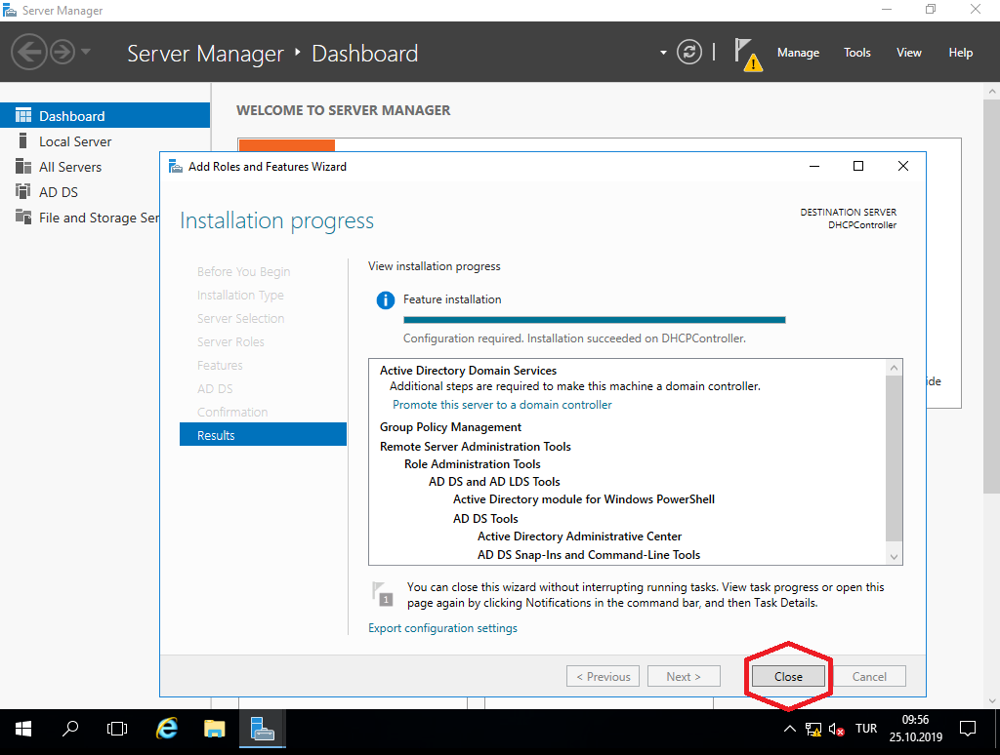 Server Manager
Server Manager ‣ Dashboard
Manage Tools View Help
Dashboard
Local Server
All Servers
AD DS
File and Storage Ser
WELCOME TO SERVER MANAGER
Add Roles and Features Wizard
Installation progress
DESTINATION SERVER
DHCPController
Before You Begin
Installation Type
Server Selection
Server Roles
Features
AD DS
Confirmation
Results
View installation progress
Feature installation
Configuration required. Installation succeeded on DHCPController.
Active Directory Domain Services
Additional steps are required to make this machine a domain controller.
Promote this server to a domain controller
Group Policy Management
Remote Server Administration Tools
Role Administration Tools
AD DS and AD LDS Tools
Active Directory module for Windows PowerShell
AD DS Tools
Active Directory Administrative Center
AD DS Snap-Ins and Command-Line Tools
ide
1
You can close this wizard without interrupting running tasks. View task progress or open this
page again by clicking Notifications in the command bar, and then Task Details.
Export configuration settings
< Previous Next > Close Cancel
TUR
09:56
25.10.2019